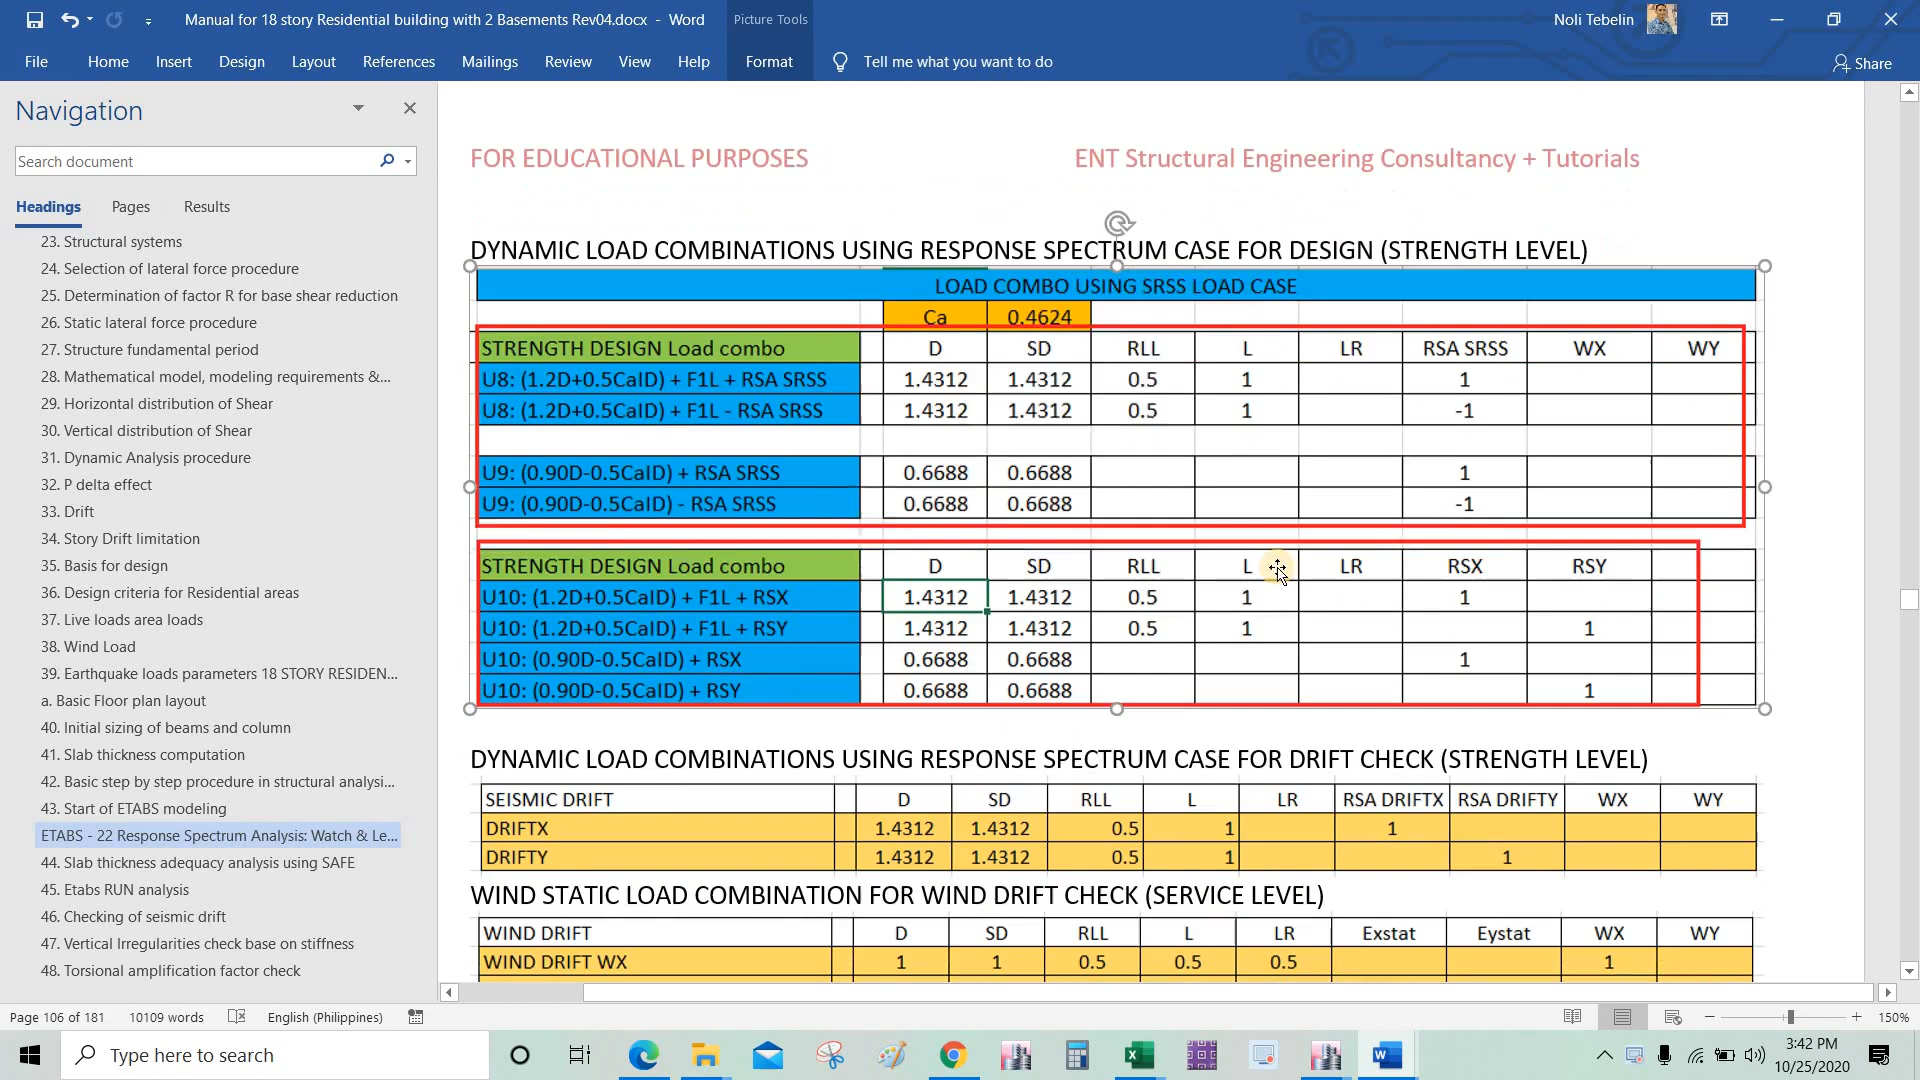 Manual for 18 story Residential building with 2 Basements Rev04.docx - Word
Picture Tools
Noli Tebelin
File Home Insert Design Layout References Mailings Review View Help Format Tell me what you want to do Share
Navigation
Search document
Headings Pages Results
23. Structural systems
24. Selection of lateral force procedure
25. Determination of factor R for base shear reduction
26. Static lateral force procedure
27. Structure fundamental period
28. Mathematical model, modeling requirements &...
29. Horizontal distribution of Shear
30. Vertical distribution of Shear
31. Dynamic Analysis procedure
32. P delta effect
33. Drift
34. Story Drift limitation
35. Basis for design
36. Design criteria for Residential areas
37. Live loads area loads
38. Wind Load
39. Earthquake loads parameters 18 STORY RESIDEN...
a. Basic Floor plan layout
40. Initial sizing of beams and column
41. Slab thickness computation
42. Basic step by step procedure in structural analysi...
43. Start of ETABS modeling
ETABS - 22 Response Spectrum Analysis: Watch & Le...
44. Slab thickness adequacy analysis using SAFE
45. Etabs RUN analysis
46. Checking of seismic drift
47. Vertical Irregularities check base on stiffness
48. Torsional amplification factor check
FOR EDUCATIONAL PURPOSES ENT Structural Engineering Consultancy + Tutorials
DYNAMIC LOAD COMBINATIONS USING RESPONSE SPECTRUM CASE FOR DESIGN (STRENGTH LEVEL)
LOAD COMBO USING SRSS LOAD CASE
Ca 0.4624
STRENGTH DESIGN Load combo D SD RLL L LR RSA SRSS WX WY
U8: (1.2D+0.5CaID) + F1L + RSA SRSS 1.4312 1.4312 0.5 1 1
U8: (1.2D+0.5CaID) + F1L - RSA SRSS 1.4312 1.4312 0.5 1 -1
U9: (0.90D-0.5CaID) + RSA SRSS 0.6688 0.6688 1
U9: (0.90D-0.5CaID) - RSA SRSS 0.6688 0.6688 -1
STRENGTH DESIGN Load combo D SD RLL L LR RSX RSY
U10: (1.2D+0.5CaID) + F1L + RSX 1.4312 1.4312 0.5 1 1
U10: (1.2D+0.5CaID) + F1L + RSY 1.4312 1.4312 0.5 1 1
U10: (0.90D-0.5CaID) + RSX 0.6688 0.6688 1
U10: (0.90D-0.5CaID) + RSY 0.6688 0.6688 1
DYNAMIC LOAD COMBINATIONS USING RESPONSE SPECTRUM CASE FOR DRIFT CHECK (STRENGTH LEVEL)
SEISMIC DRIFT D SD RLL L LR RSA DRIFTX RSA DRIFTY WX WY
DRIFTX 1.4312 1.4312 0.5 1 1
DRIFTY 1.4312 1.4312 0.5 1 1
WIND STATIC LOAD COMBINATION FOR WIND DRIFT CHECK (SERVICE LEVEL)
WIND DRIFT D SD RLL L LR Exstat Eystat WX WY
WIND DRIFT WX 1 1 0.5 0.5 0.5 1
Page 106 of 181 10109 words English (Philippines) 150%
Type here to search
3:42 PM
10/25/2020